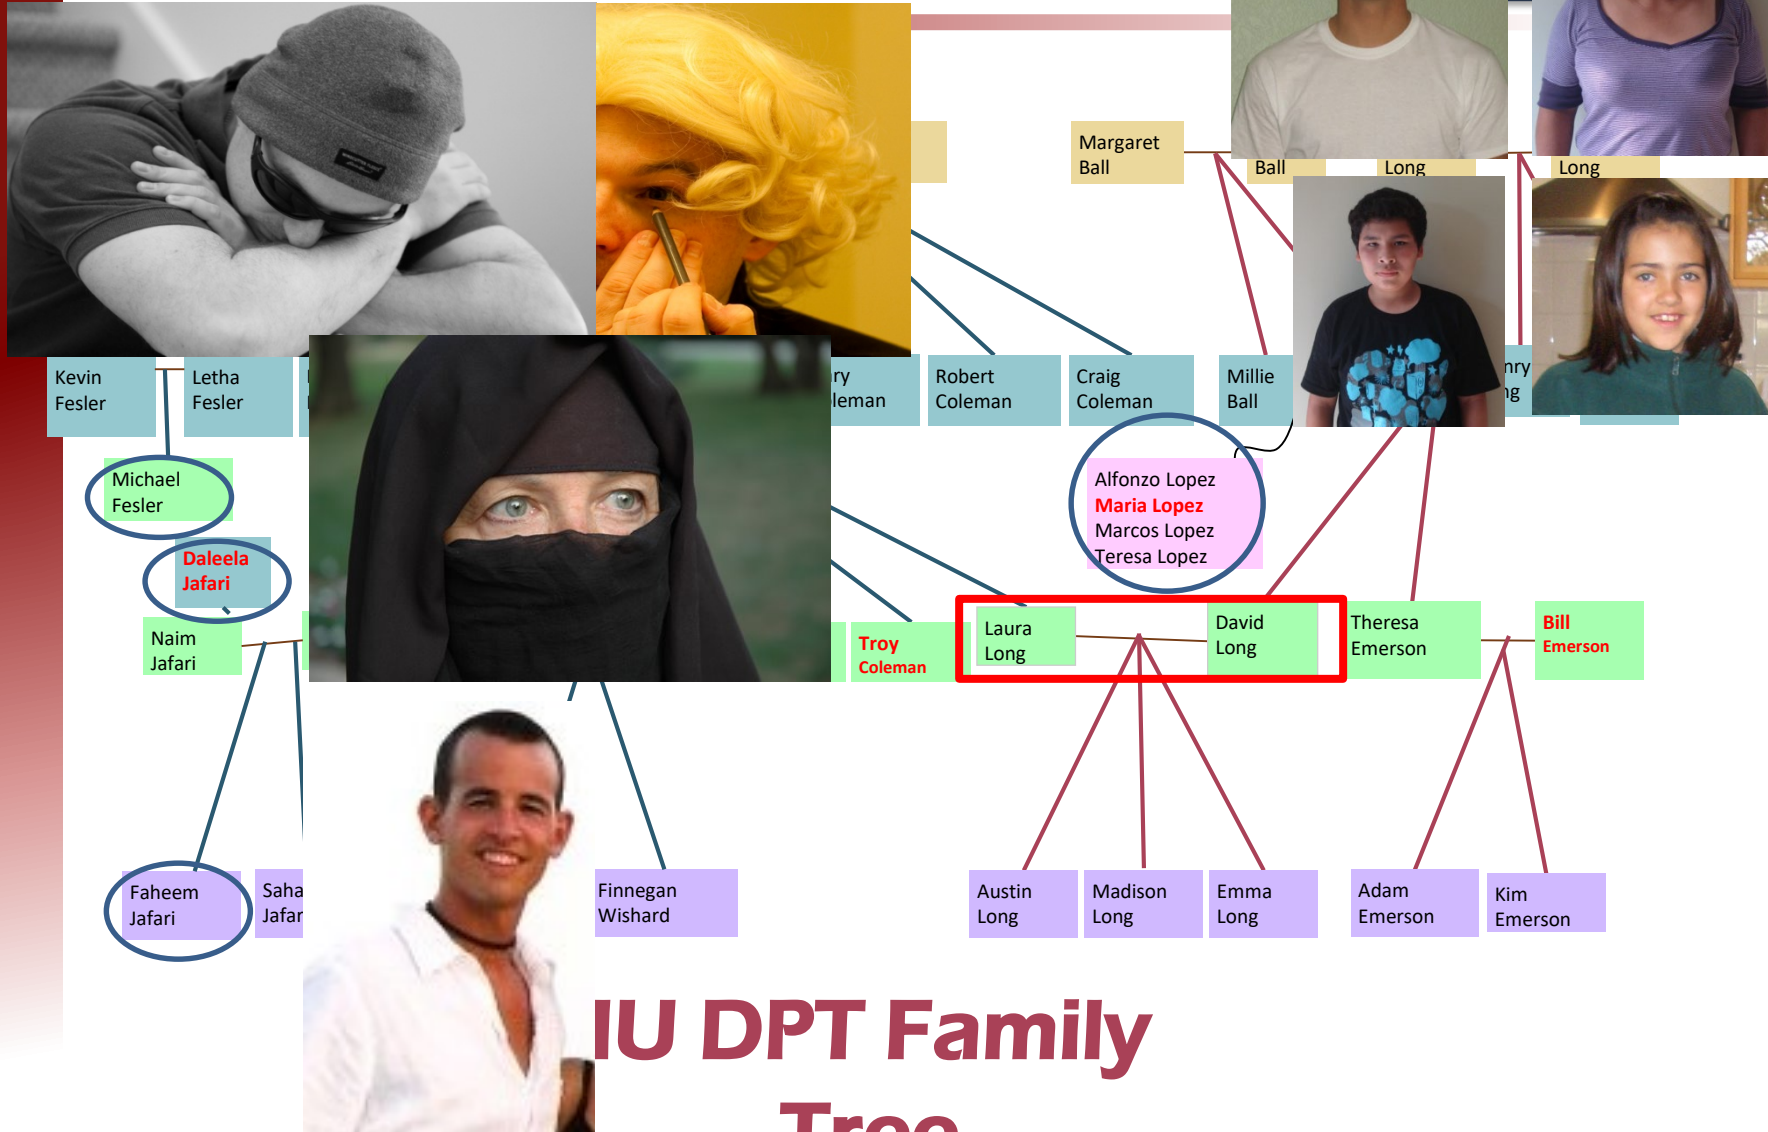 Margaret
Ball
Ball
Long
Long
Kevin
Fesler
Letha
Fesler
Robert
Coleman
Craig
Coleman
Millie
Ball
Michael
Fesler
Alfonzo Lopez
Maria Lopez
Marcos Lopez
Teresa Lopez
Daleela
Jafari
Naim
Jafari
Troy
Coleman
Laura
Long
David
Long
Theresa
Emerson
Bill
Emerson
Faheem
Jafari
Finnegan
Wishard
Austin
Long
Madison
Long
Emma
Long
Adam
Emerson
Kim
Emerson
DPT Family
Tree